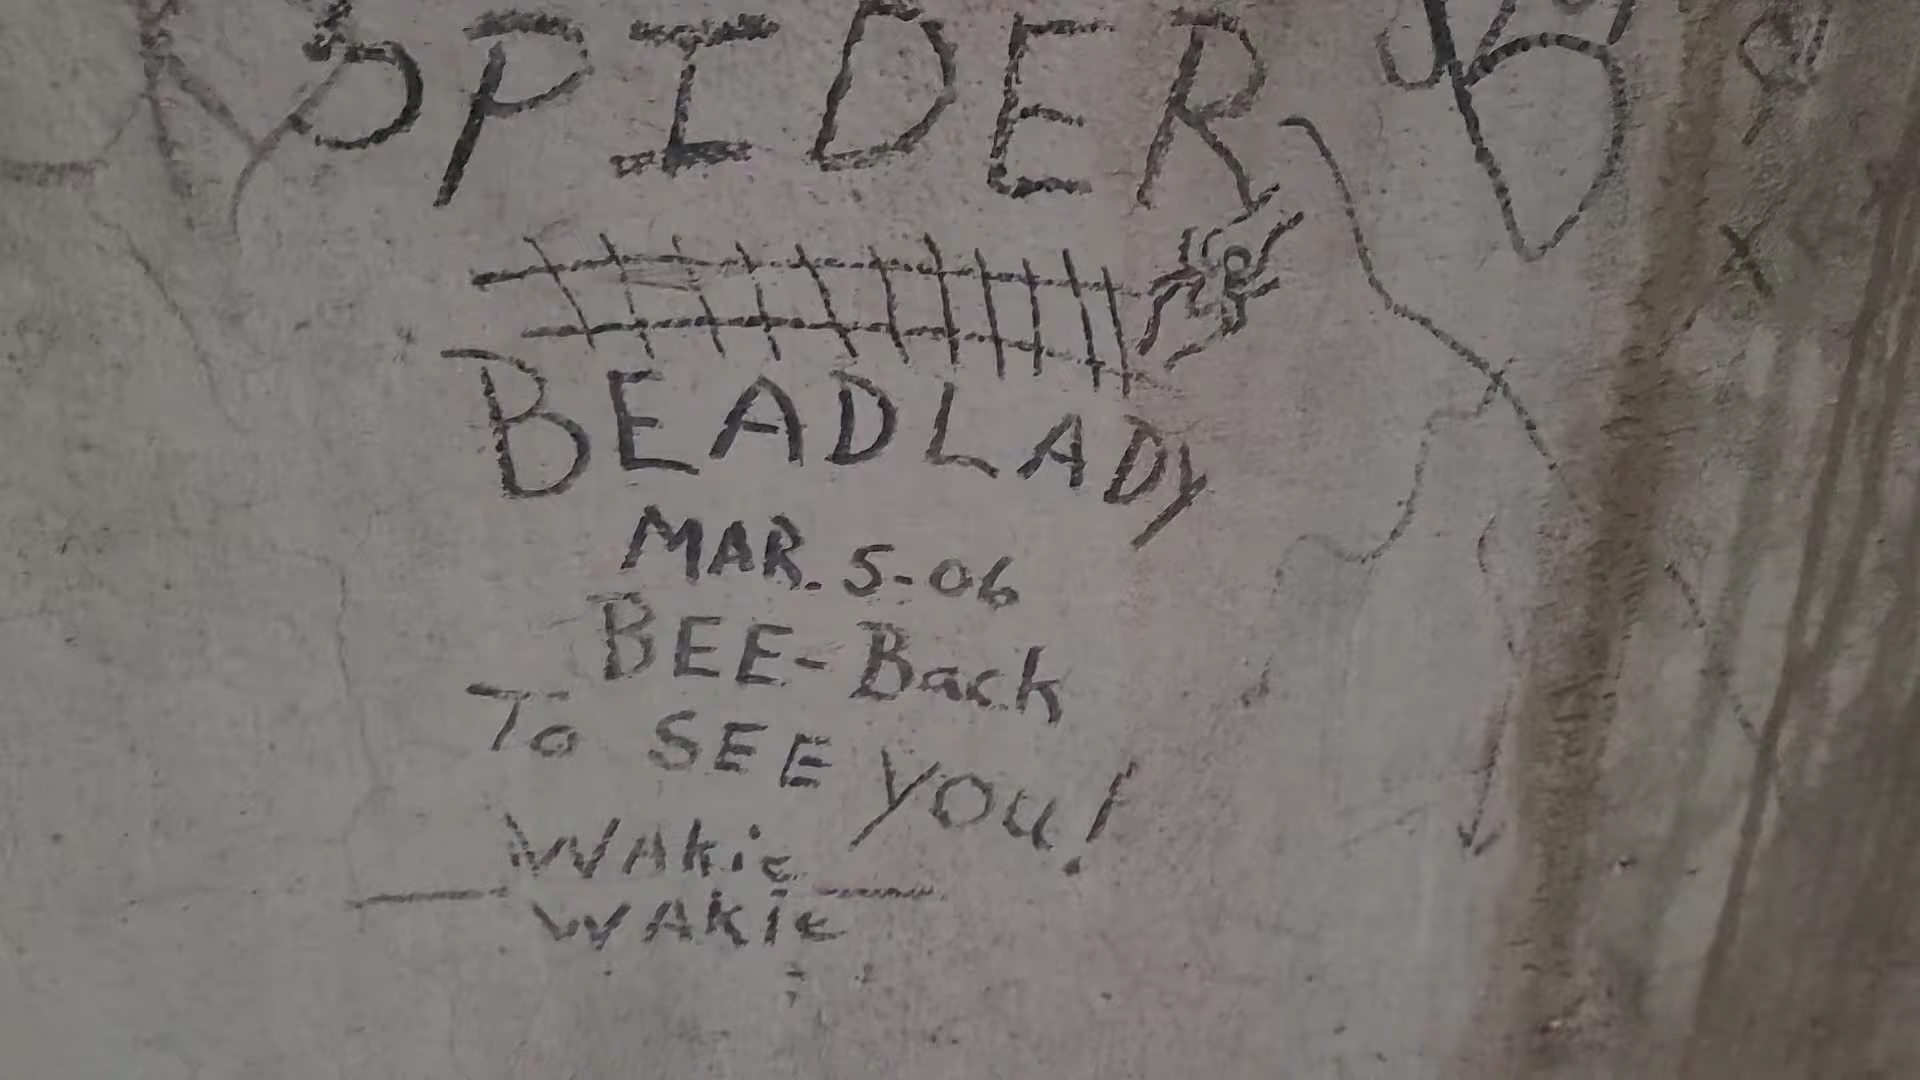 SPIDER
BEADLADY
MAR. 5-06
BEE-Back
To SEE YOU!
WAKie
WAKie